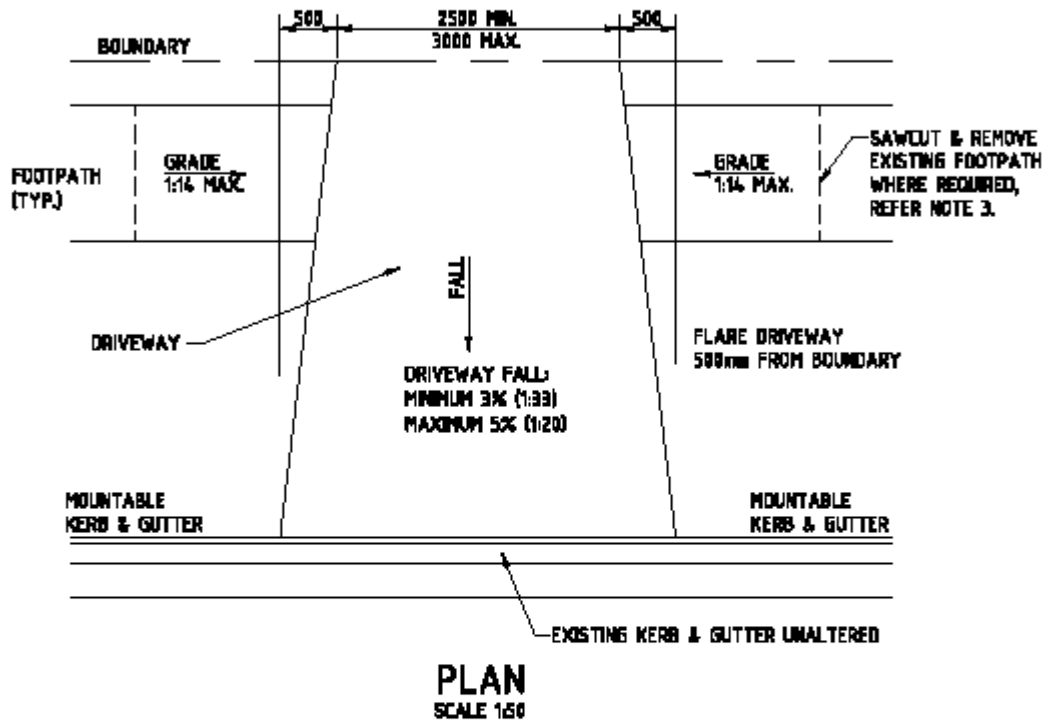 500
2500 MIN.
3000 MAX.
500
BOUNDARY
FOOTPATH
(TYP.)
GRADE
1:14 MAX.
GRADE
1:14 MAX.
SAWCUT & REMOVE
EXISTING FOOTPATH
WHERE REQUIRED,
REFER NOTE 3.
FALL
DRIVEWAY
FLARE DRIVEWAY
500mm FROM BOUNDARY
DRIVEWAY FALL:
MINIMUM 3% (1:33)
MAXIMUM 5% (1:20)
MOUNTABLE
KERB & GUTTER
MOUNTABLE
KERB & GUTTER
EXISTING KERB & GUTTER UNALTERED
PLAN
SCALE 1:50